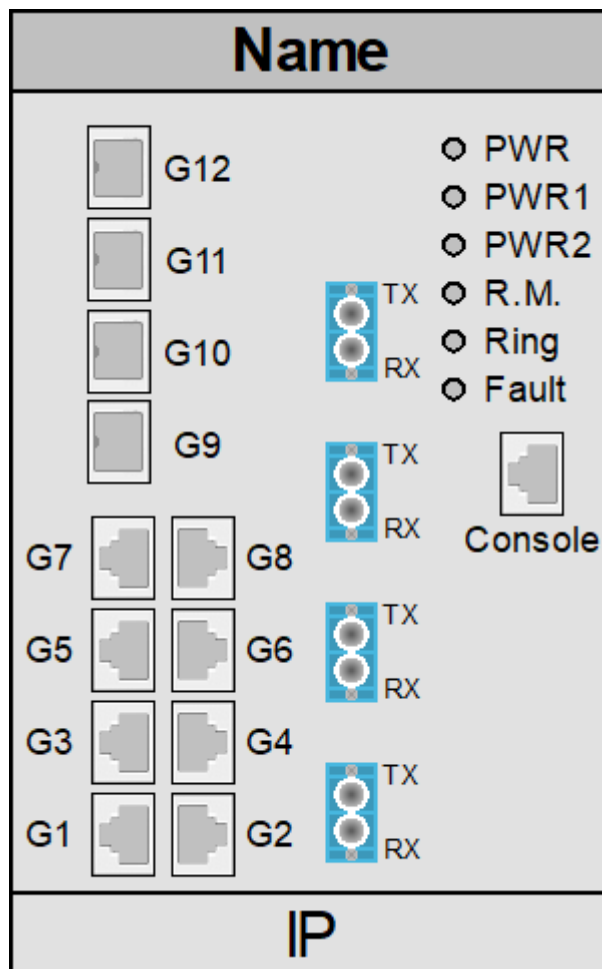 Name
G12
G11
G10
G9
G7
G8
G5
G6
G3
G4
G1
G2
TX
RX
TX
RX
TX
RX
TX
RX
PWR
PWR1
PWR2
R.M.
Ring
Fault
Console
IP